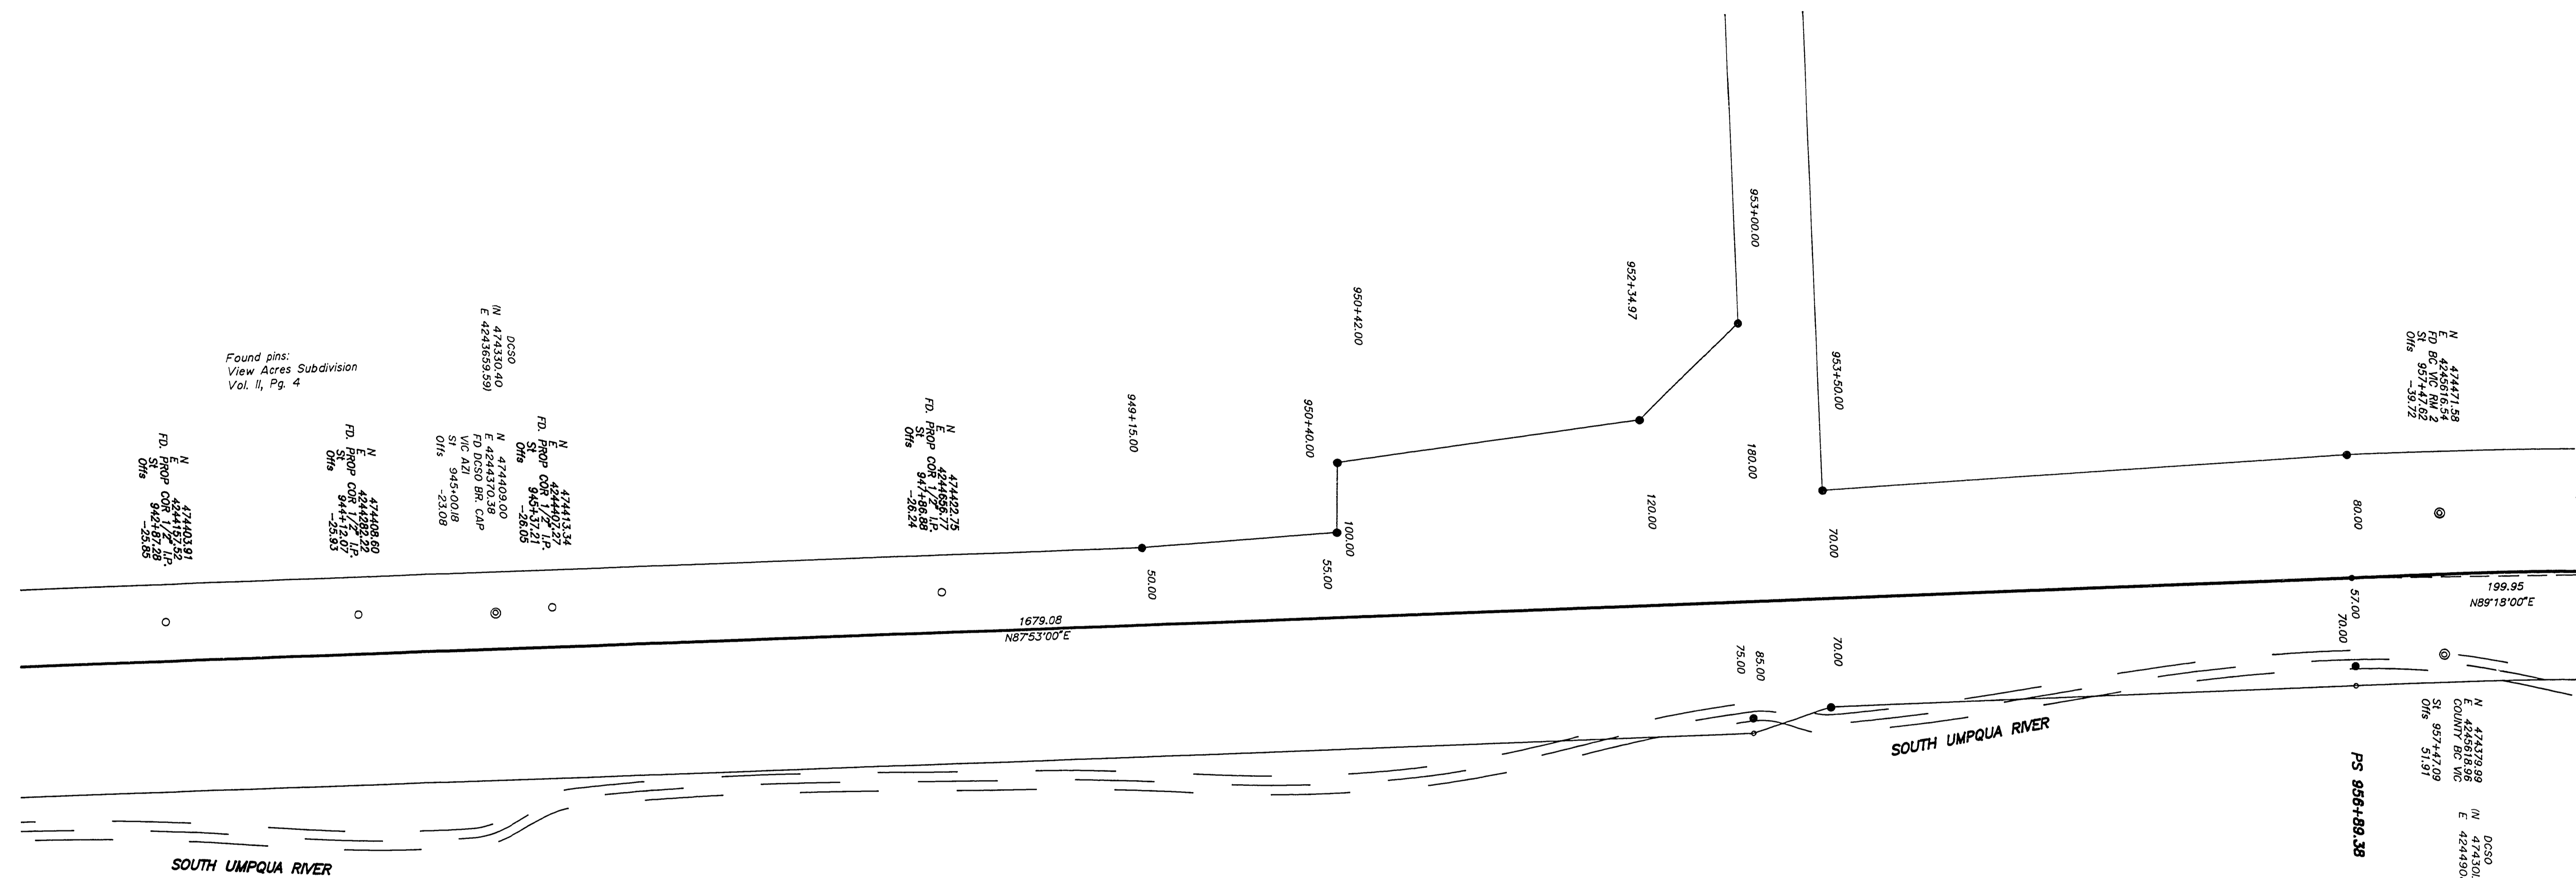 Found pins:
View Acres Subdivision
Vol. II, Pg. 4
N 474403.91
E 4244157.52
FD. PROP COR 1/2" I.P.
St 942+87.28
Offs -25.85
N 474408.60
E 4244282.22
FD. PROP COR 1/2" I.P.
St 944+12.07
Offs -25.93
DCSO
(N 474330.40
E 4243659.59)
N 474409.00
E 4244370.38
FD DCSO BR. CAP
VIC AZI
St 945+00.18
Offs -23.08
N 474413.34
E 4244407.27
FD. PROP COR 1/2" I.P.
St 945+37.21
Offs -26.05
N 474422.75
E 4244656.77
FD. PROP COR 1/2" I.P.
St 947+86.88
Offs -26.24
949+15.00
50.00
950+40.00
950+42.00
100.00
55.00
952+34.97
120.00
953+00.00
180.00
953+50.00
70.00
1679.08
N87°53'00"E
75.00
85.00
70.00
N 474471.58
E 4245616.54
FD BC VIC RM 2
St 957+47.62
Offs -39.72
80.00
57.00
70.00
199.95
N89°18'00"E
N 474379.99
E 4245618.96
COUNTY BC VIC
St 957+47.09
Offs 51.91
DCSO
(N 474301.
E 424490.
PS 956+89.38
SOUTH UMPQUA RIVER
SOUTH UMPQUA RIVER